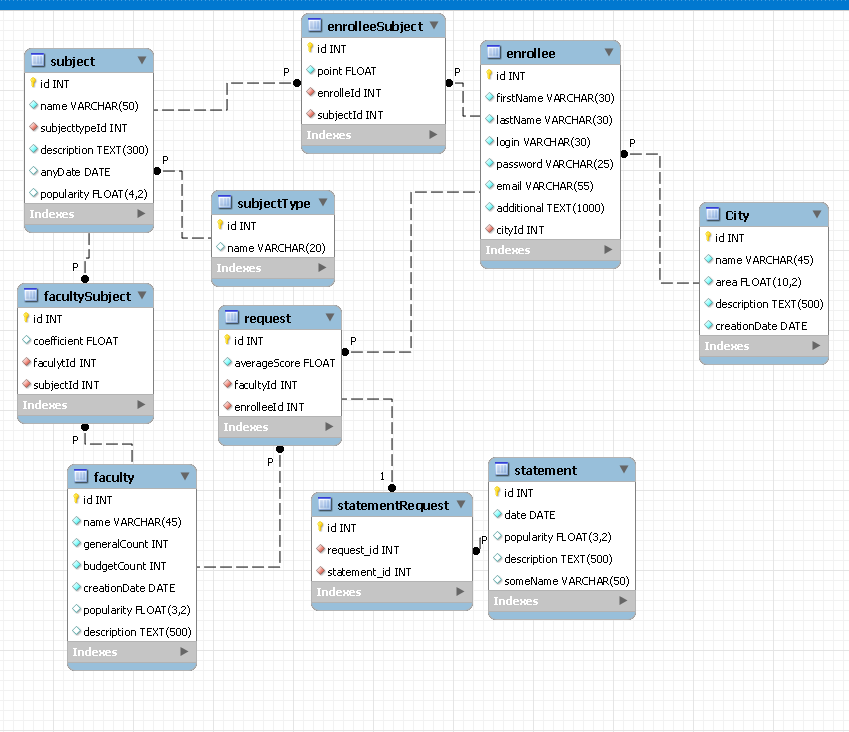 enrolleeSubject
id INT
point FLOAT
enrolleId INT
subjectId INT
Indexes
enrollee
id INT
firstName VARCHAR(30)
lastName VARCHAR(30)
login VARCHAR(30)
password VARCHAR(25)
email VARCHAR(55)
additional TEXT(1000)
cityId INT
Indexes
subject
id INT
name VARCHAR(50)
subjecttypeId INT
description TEXT(300)
anyDate DATE
popularity FLOAT(4,2)
Indexes
P
P
P
P
subjectType
id INT
name VARCHAR(20)
Indexes
City
id INT
name VARCHAR(45)
area FLOAT(10,2)
description TEXT(500)
creationDate DATE
Indexes
P
facultySubject
id INT
coefficient FLOAT
faculytId INT
subjectId INT
Indexes
request
id INT
averageScore FLOAT
facultyId INT
enrolleeId INT
Indexes
P
P
P
1
faculty
id INT
name VARCHAR(45)
generalCount INT
budgetCount INT
creationDate DATE
popularity FLOAT(3,2)
description TEXT(500)
Indexes
statementRequest
id INT
request_id INT
statement_id INT
Indexes
P
statement
id INT
date DATE
popularity FLOAT(3,2)
description TEXT(500)
someName VARCHAR(50)
Indexes